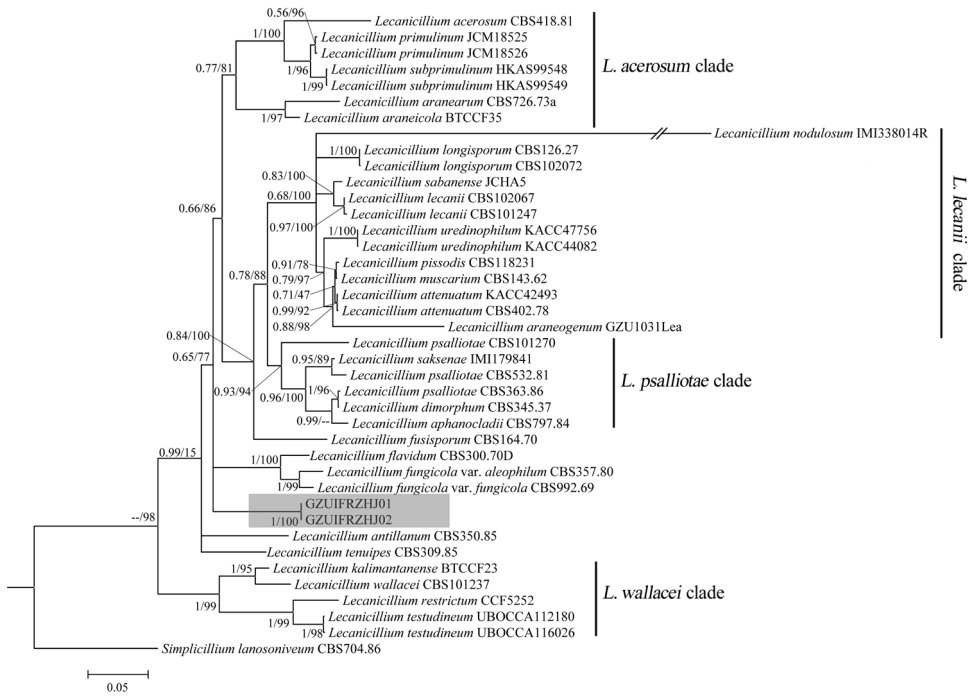 0.56/96
Lecanicillium acerosum CBS418.81
1/100
Lecanicillium primulinum JCM18525
Lecanicillium primulinum JCM18526
0.77/81
1/96
Lecanicillium subprimulinum HKAS99548
L. acerosum clade
1/99
Lecanicillium subprimulinum HKAS99549
Lecanicillium aranearum CBS726.73a
1/97
Lecanicillium araneicola BTCCF35
Lecanicillium nodulosum IMI338014R
1/100
Lecanicillium longisporum CBS126.27
Lecanicillium longisporum CBS102072
0.83/100
Lecanicillium sabanense JCHA5
0.68/100
Lecanicillium lecanii CBS102067
0.66/86
Lecanicillium lecanii CBS101247
0.97/100
1/100
Lecanicillium uredinophilum KACC47756
L. lecanii clade
Lecanicillium uredinophilum KACC44082
0.91/78
Lecanicillium pissodis CBS118231
0.78/88
0.79/97
Lecanicillium muscarium CBS143.62
0.71/47
Lecanicillium attenuatum KACC42493
0.99/92
Lecanicillium attenuatum CBS402.78
0.88/98
Lecanicillium araneogenum GZU1031Lea
0.84/100
Lecanicillium psalliotae CBS101270
0.65/77
0.95/89
Lecanicillium saksenae IMI179841
Lecanicillium psalliotae CBS532.81
L. psalliotae clade
0.93/94
0.96/100
1/96
Lecanicillium psalliotae CBS363.86
Lecanicillium dimorphum CBS345.37
0.99/--
Lecanicillium aphanocladii CBS797.84
Lecanicillium fusisporum CBS164.70
0.99/15
1/100
Lecanicillium flavidum CBS300.70D
Lecanicillium fungicola var. aleophilum CBS357.80
1/99
Lecanicillium fungicola var. fungicola CBS992.69
GZUIFRZHJ01
--/98
1/100
GZUIFRZHJ02
Lecanicillium antillanum CBS350.85
Lecanicillium tenuipes CBS309.85
1/95
Lecanicillium kalimantanense BTCCF23
Lecanicillium wallacei CBS101237
L. wallacei clade
1/99
Lecanicillium restrictum CCF5252
1/99
Lecanicillium testudineum UBOCCA112180
1/98
Lecanicillium testudineum UBOCCA116026
Simplicillium lanosoniveum CBS704.86
0.05